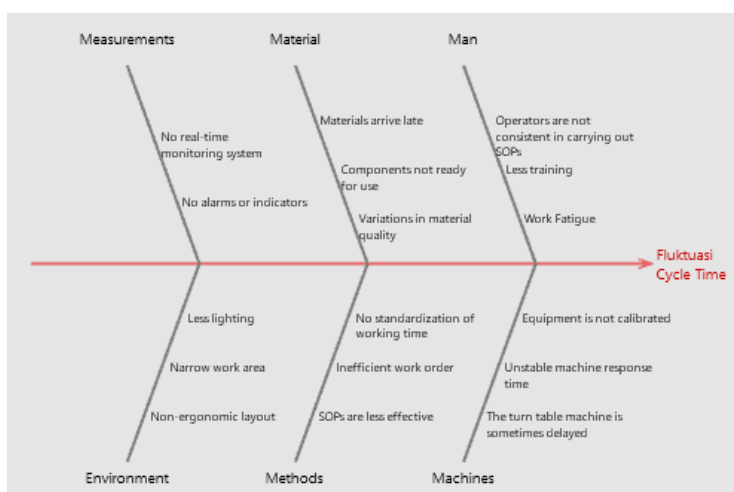 Measurements
Material
Man
No real-time
monitoring system
No alarms or indicators
Materials arrive late
Components not ready
for use
Variations in material
quality
Operators are not
consistent in carrying out
SOPs
Less training
Work Fatigue
Fluktuasi
Cycle Time
Less lighting
Narrow work area
Non-ergonomic layout
No standardization of
working time
Inefficient work order
SOPs are less effective
Equipment is not calibrated
Unstable machine response
time
The turn table machine is
sometimes delayed
Environment
Methods
Machines